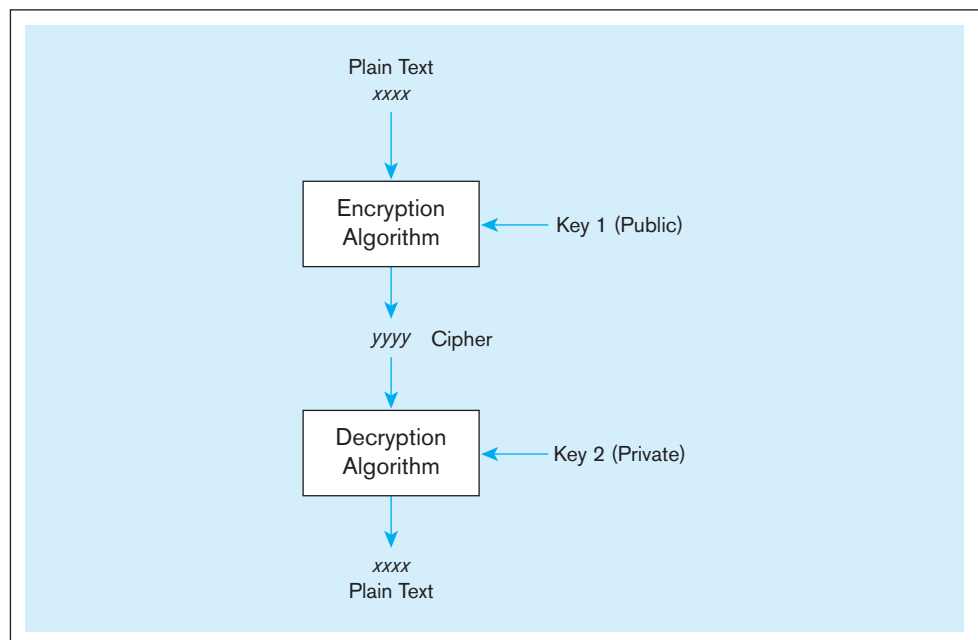 Plain Text
xxxx
Encryption
Algorithm
Key 1 (Public)
yyyy Cipher
Decryption
Algorithm
Key 2 (Private)
xxxx
Plain Text